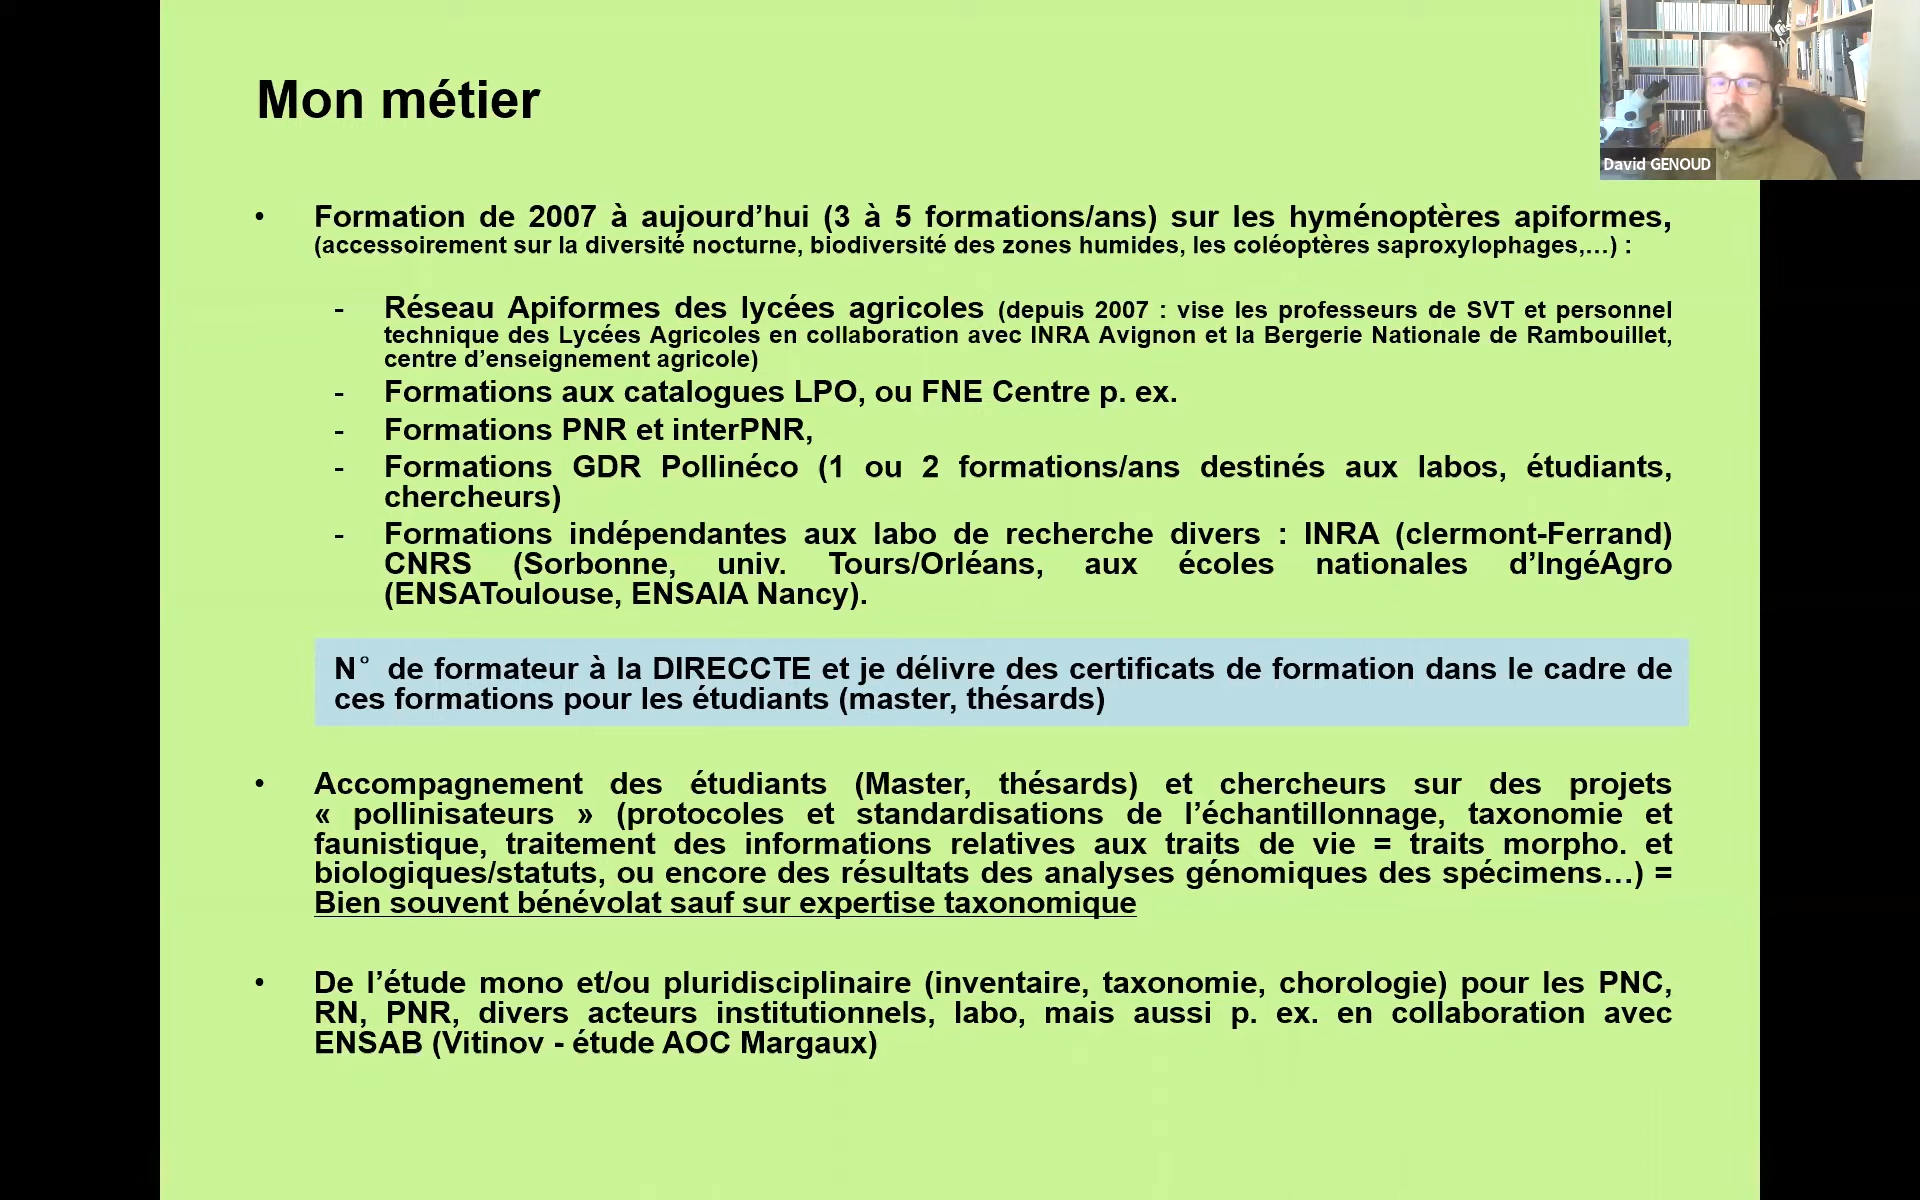 Mon métier
David GENOUD
• Formation de 2007 à aujourd’hui (3 à 5 formations/ans) sur les hyménoptères apiformes,
(accessoirement sur la diversité nocturne, biodiversité des zones humides, les coléoptères saproxylophages,…) :
- Réseau Apiformes des lycées agricoles (depuis 2007 : vise les professeurs de SVT et personnel
technique des Lycées Agricoles en collaboration avec INRA Avignon et la Bergerie Nationale de Rambouillet,
centre d’enseignement agricole)
- Formations aux catalogues LPO, ou FNE Centre p. ex.
- Formations PNR et interPNR,
- Formations GDR Pollinéco (1 ou 2 formations/ans destinés aux labos, étudiants,
chercheurs)
- Formations indépendantes aux labo de recherche divers : INRA (clermont-Ferrand)
CNRS (Sorbonne, univ. Tours/Orléans, aux écoles nationales d’IngéAgro
(ENSAToulouse, ENSAIA Nancy).
N° de formateur à la DIRECCTE et je délivre des certificats de formation dans le cadre de
ces formations pour les étudiants (master, thésards)
• Accompagnement des étudiants (Master, thésards) et chercheurs sur des projets
« pollinisateurs » (protocoles et standardisations de l’échantillonnage, taxonomie et
faunistique, traitement des informations relatives aux traits de vie = traits morpho. et
biologiques/statuts, ou encore des résultats des analyses génomiques des spécimens…) =
Bien souvent bénévolat sauf sur expertise taxonomique
• De l’étude mono et/ou pluridisciplinaire (inventaire, taxonomie, chorologie) pour les PNC,
RN, PNR, divers acteurs institutionnels, labo, mais aussi p. ex. en collaboration avec
ENSAB (Vitinov - étude AOC Margaux)